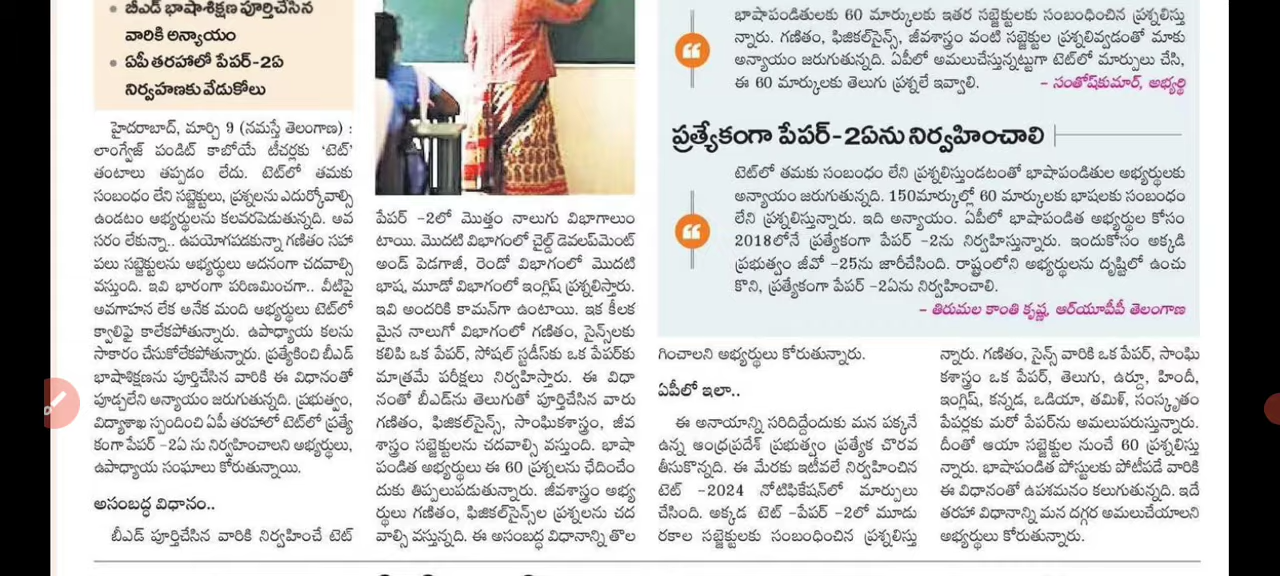 • బీఎడ్ భాషాశిక్షణ పూర్తిచేసిన
వారికి అన్యాయం
• ఏపీ తరహాలో పేపర్-2ఏ
నిర్వహణకు వేడుకోలు
హైదరాబాద్, మార్చి 9 (నమస్తే తెలంగాణ) :
లాంగ్వేజ్ పండిట్ కాబోయే టీచర్లకు ‘టెట్’
తంటాలు తప్పడం లేదు. టెట్‌లో తమకు
సంబంధం లేని సబ్జెక్టులు, ప్రశ్నలను ఎదుర్కోవాల్సి
ఉండటం అభ్యర్థులను కలవరపెడుతున్నది. అవ
సరం లేకున్నా.. ఉపయోగపడకున్నా గణితం సహా
పలు సబ్జెక్టులను అభ్యర్థులు అదనంగా చదవాల్సి
వస్తుంది. ఇవి భారంగా పరిణమించగా.. వీటిపై
అవగాహన లేక అనేక మంది అభ్యర్థులు టెట్‌లో
క్వాలిఫై కాలేకపోతున్నారు. ఉపాధ్యాయ కలను
సాకారం చేసుకోలేకపోతున్నారు. ప్రత్యేకించి బీఎడ్
భాషాశిక్షణను పూర్తిచేసిన వారికి ఈ విధానంతో
పూడ్చలేని అన్యాయం జరుగుతున్నది. ప్రభుత్వం,
విద్యాశాఖ స్పందించి ఏపీ తరహాలో టెట్‌లో ప్రత్యే
కంగా పేపర్ -2ఏ ను నిర్వహించాలని అభ్యర్థులు,
ఉపాధ్యాయ సంఘాలు కోరుతున్నాయి.
అసంబద్ధ విధానం..
బీఎడ్ పూర్తిచేసిన వారికి నిర్వహించే టెట్
పేపర్ -2లో మొత్తం నాలుగు విభాగాలుం
టాయి. మొదటి విభాగంలో చైల్డ్ డెవలప్‌మెంట్
అండ్ పెడగాజీ, రెండో విభాగంలో మొదటి
భాష, మూడో విభాగంలో ఇంగ్లిష్ ప్రశ్నలిస్తారు.
ఇవి అందరికి కామన్‌గా ఉంటాయి. ఇక కీలక
మైన నాలుగో విభాగంలో గణితం, సైన్స్‌లకు
కలిపి ఒక పేపర్, సోషల్ స్టడీస్‌కు ఒక పేపర్‌కు
మాత్రమే పరీక్షలు నిర్వహిస్తారు. ఈ విధా
నంతో బీఎడ్‌ను తెలుగుతో పూర్తిచేసిన వారు
గణితం, ఫిజికల్‌సైన్స్, సాంఘికశాస్త్రం, జీవ
శాస్త్రం సబ్జెక్టులను చదవాల్సి వస్తుంది. భాషా
పండిత అభ్యర్థులు ఈ 60 ప్రశ్నలను ఛేదించేం
దుకు తిప్పలుపడుతున్నారు. జీవశాస్త్రం అభ్య
ర్థులు గణితం, ఫిజికల్‌సైన్స్‌ల ప్రశ్నలను చద
వాల్సి వస్తున్నది. ఈ అసంబద్ధ విధానాన్ని తొల
భాషాపండితులకు 60 మార్కులకు ఇతర సబ్జెక్టులకు సంబంధించిన ప్రశ్నలిస్తు
న్నారు. గణితం, ఫిజికల్‌సైన్స్, జీవశాస్త్రం వంటి సబ్జెక్టుల ప్రశ్నలివ్వడంతో మాకు
అన్యాయం జరుగుతున్నది. ఏపీలో అమలుచేస్తున్నట్టుగా టెట్‌లో మార్పులు చేసి,
ఈ 60 మార్కులకు తెలుగు ప్రశ్నలే ఇవ్వాలి. – సంతోష్‌కుమార్, అభ్యర్థి
ప్రత్యేకంగా పేపర్-2ఏను నిర్వహించాలి
టెట్‌లో తమకు సంబంధం లేని ప్రశ్నలిస్తుండటంతో భాషాపండితుల అభ్యర్థులకు
అన్యాయం జరుగుతున్నది. 150మార్కుల్లో 60 మార్కులకు భాషలకు సంబంధం
లేని ప్రశ్నలిస్తున్నారు. ఇది అన్యాయం. ఏపీలో భాషాపండిత అభ్యర్థుల కోసం
2018లోనే ప్రత్యేకంగా పేపర్ -2ను నిర్వహిస్తున్నారు. ఇందుకోసం అక్కడి
ప్రభుత్వం జీవో -25ను జారీచేసింది. రాష్ట్రంలోని అభ్యర్థులను దృష్టిలో ఉంచు
కొని, ప్రత్యేకంగా పేపర్ -2ఏను నిర్వహించాలి.
– తిరుమల కాంతి కృష్ణ, ఆర్‌యూపీపీ తెలంగాణ
గించాలని అభ్యర్థులు కోరుతున్నారు.
ఏపీలో ఇలా..
ఈ అన్యాయాన్ని సరిదిద్దేందుకు మన పక్కనే
ఉన్న ఆంధ్రప్రదేశ్ ప్రభుత్వం ప్రత్యేక చొరవ
తీసుకొన్నది. ఈ మేరకు ఇటీవలే నిర్వహించిన
టెట్ -2024 నోటిఫికేషన్‌లో మార్పులు
చేసింది. అక్కడ టెట్ -పేపర్ -2లో మూడు
రకాల సబ్జెక్టులకు సంబంధించిన ప్రశ్నలిస్తు
న్నారు. గణితం, సైన్స్ వారికి ఒక పేపర్, సాంఘి
కశాస్త్రం ఒక పేపర్, తెలుగు, ఉర్దూ, హిందీ,
ఇంగ్లిష్, కన్నడ, ఒడియా, తమిళ్, సంస్కృతం
పేపర్లకు మరో పేపర్‌ను అమలుపరుస్తున్నారు.
దీంతో ఆయా సబ్జెక్టుల నుంచే 60 ప్రశ్నలిస్తు
న్నారు. భాషాపండిత పోస్టులకు పోటీపడే వారికి
ఈ విధానంతో ఉపశమనం కలుగుతున్నది. ఇదే
తరహా విధానాన్ని మన దగ్గర అమలుచేయాలని
అభ్యర్థులు కోరుతున్నారు.